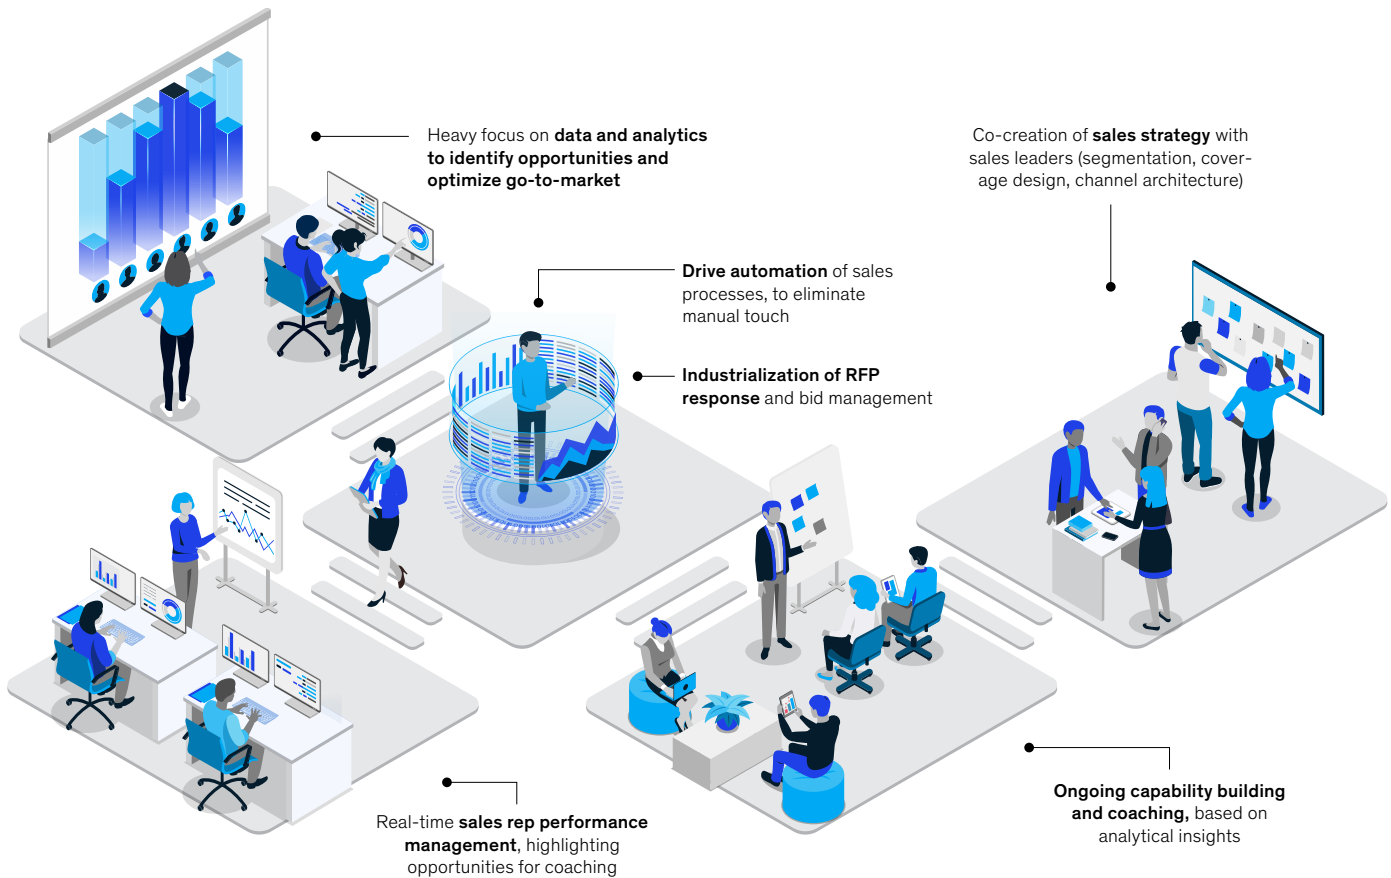 Heavy focus on data and analytics
to identify opportunities and
optimize go-to-market
Co-creation of sales strategy with
sales leaders (segmentation, cover-
age design, channel architecture)
Drive automation of sales
processes, to eliminate
manual touch
Industrialization of RFP
response and bid management
Real-time sales rep performance
management, highlighting
opportunities for coaching
Ongoing capability building
and coaching, based on
analytical insights